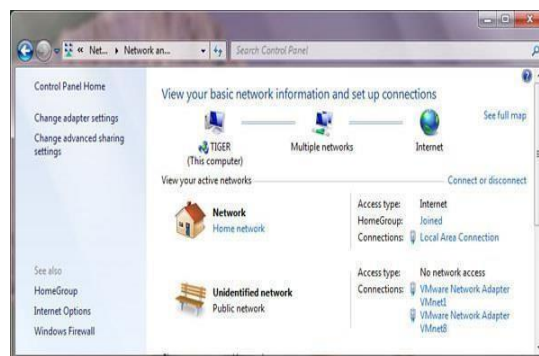 « Net... ▸ Network an...
Search Control Panel
Control Panel Home
Change adapter settings
Change advanced sharing
settings
See also
HomeGroup
Internet Options
Windows Firewall
View your basic network information and set up connections
See full map
TIGER
(This computer)
Multiple networks
Internet
View your active networks
Connect or disconnect
Network
Home network
Access type: Internet
HomeGroup: Joined
Connections: Local Area Connection
Unidentified network
Public network
Access type: No network access
Connections: VMware Network Adapter
VMnet1
VMware Network Adapter
VMnet8